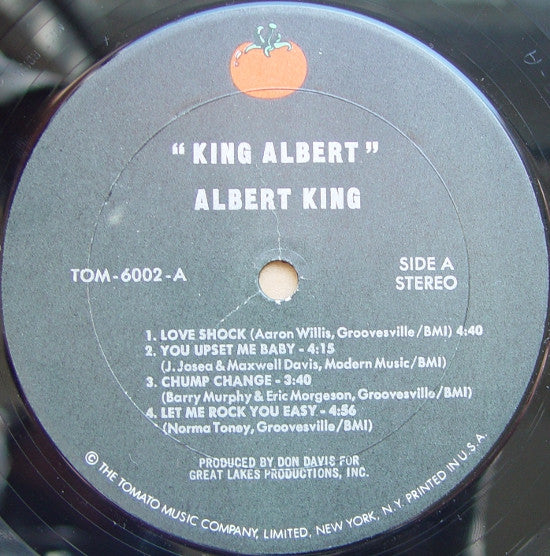 "KING ALBERT"
ALBERT KING
TOM-6002-A
SIDE A
STEREO
1. LOVE SHOCK (Aaron Willis, Groovesville/BMI) 4:40
2. YOU UPSET ME BABY - 4:15
(J. Josea & Maxwell Davis, Modern Music/BMI)
3. CHUMP CHANGE - 3:40
(Barry Murphy & Eric Morgeson, Groovesville/BMI)
4. LET ME ROCK YOU EASY - 4:56
(Norma Toney, Groovesville/BMI)
PRODUCED BY DON DAVIS FOR
GREAT LAKES PRODUCTIONS, INC.
© THE TOMATO MUSIC COMPANY, LIMITED, NEW YORK, N.Y. PRINTED IN U.S.A.